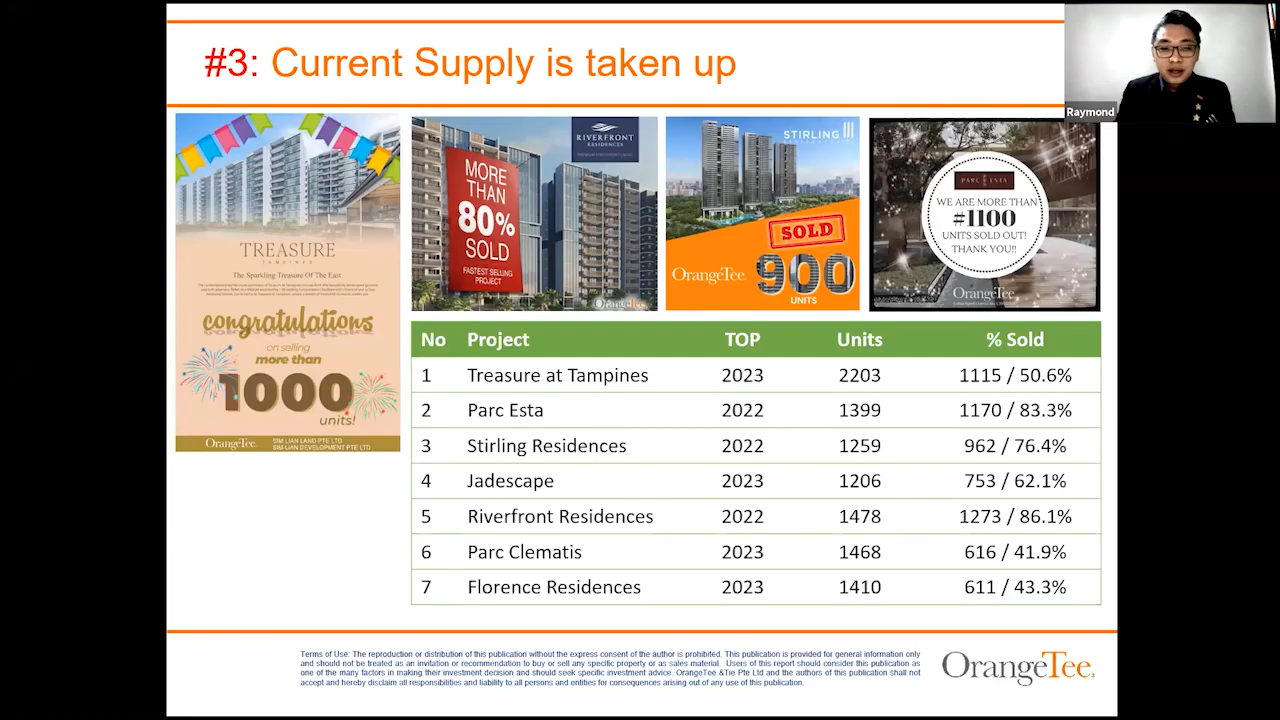 #3: Current Supply is taken up
Raymond
TREASURE
TAMPINES
The Sparkling Treasure Of The East
congratulations
on selling
more than
1000
units!
OrangeTee
SIM LIAN LAND PTE LTD
SIM LIAN DEVELOPMENT PTE LTD
RIVERFRONT
RESIDENCES
MORE
THAN
80%
SOLD
FASTEST SELLING
PROJECT
OrangeTee
STIRLING
SOLD
OrangeTee
900
UNITS
PARC ESTA
WE ARE MORE THAN
#1100
UNITS SOLD OUT!
THANK YOU!!
OrangeTee
No Project TOP Units % Sold
1 Treasure at Tampines 2023 2203 1115 / 50.6%
2 Parc Esta 2022 1399 1170 / 83.3%
3 Stirling Residences 2022 1259 962 / 76.4%
4 Jadescape 2023 1206 753 / 62.1%
5 Riverfront Residences 2022 1478 1273 / 86.1%
6 Parc Clematis 2023 1468 616 / 41.9%
7 Florence Residences 2023 1410 611 / 43.3%
Terms of Use: The reproduction or distribution of this publication without the express consent of the author is prohibited. This publication is provided for general information only
and should not be treated as an invitation or recommendation to buy or sell any specific property or as sales material. Users of this report should consider this publication as
one of the many factors in making their investment decision and should seek specific investment advice. OrangeTee &Tie Pte Ltd and the authors of this publication shall not
accept and hereby disclaim all responsibilities and liability to all persons and entities for consequences arising out of any use of this publication.
OrangeTee